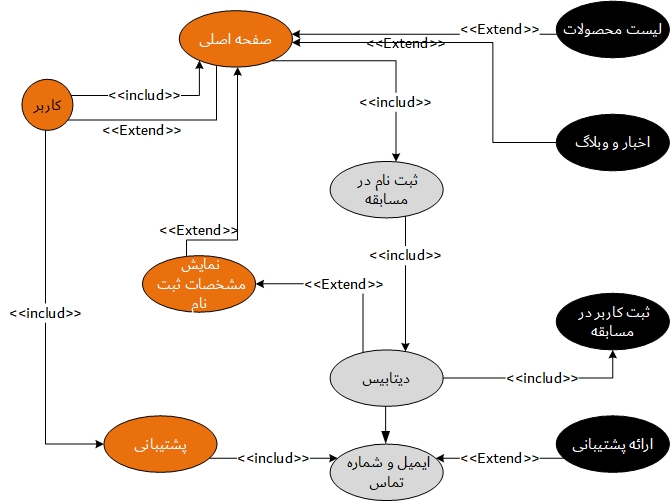 لیست محصولات
<<Extend>>
صفحه اصلی
<<Extend>>
<<includ>>
<<includ>>
کاربر
<<Extend>>
اخبار و وبلاگ
ثبت نام در
مسابقه
<<Extend>>
<<includ>>
نمایش
مشخصات ثبت
نام
<<Extend>>
<<includ>>
ثبت کاربر در
مسابقه
دیتابیس
<<includ>>
پشتیبانی
<<includ>>
ایمیل و شماره
تماس
<<Extend>>
ارائه پشتیبانی